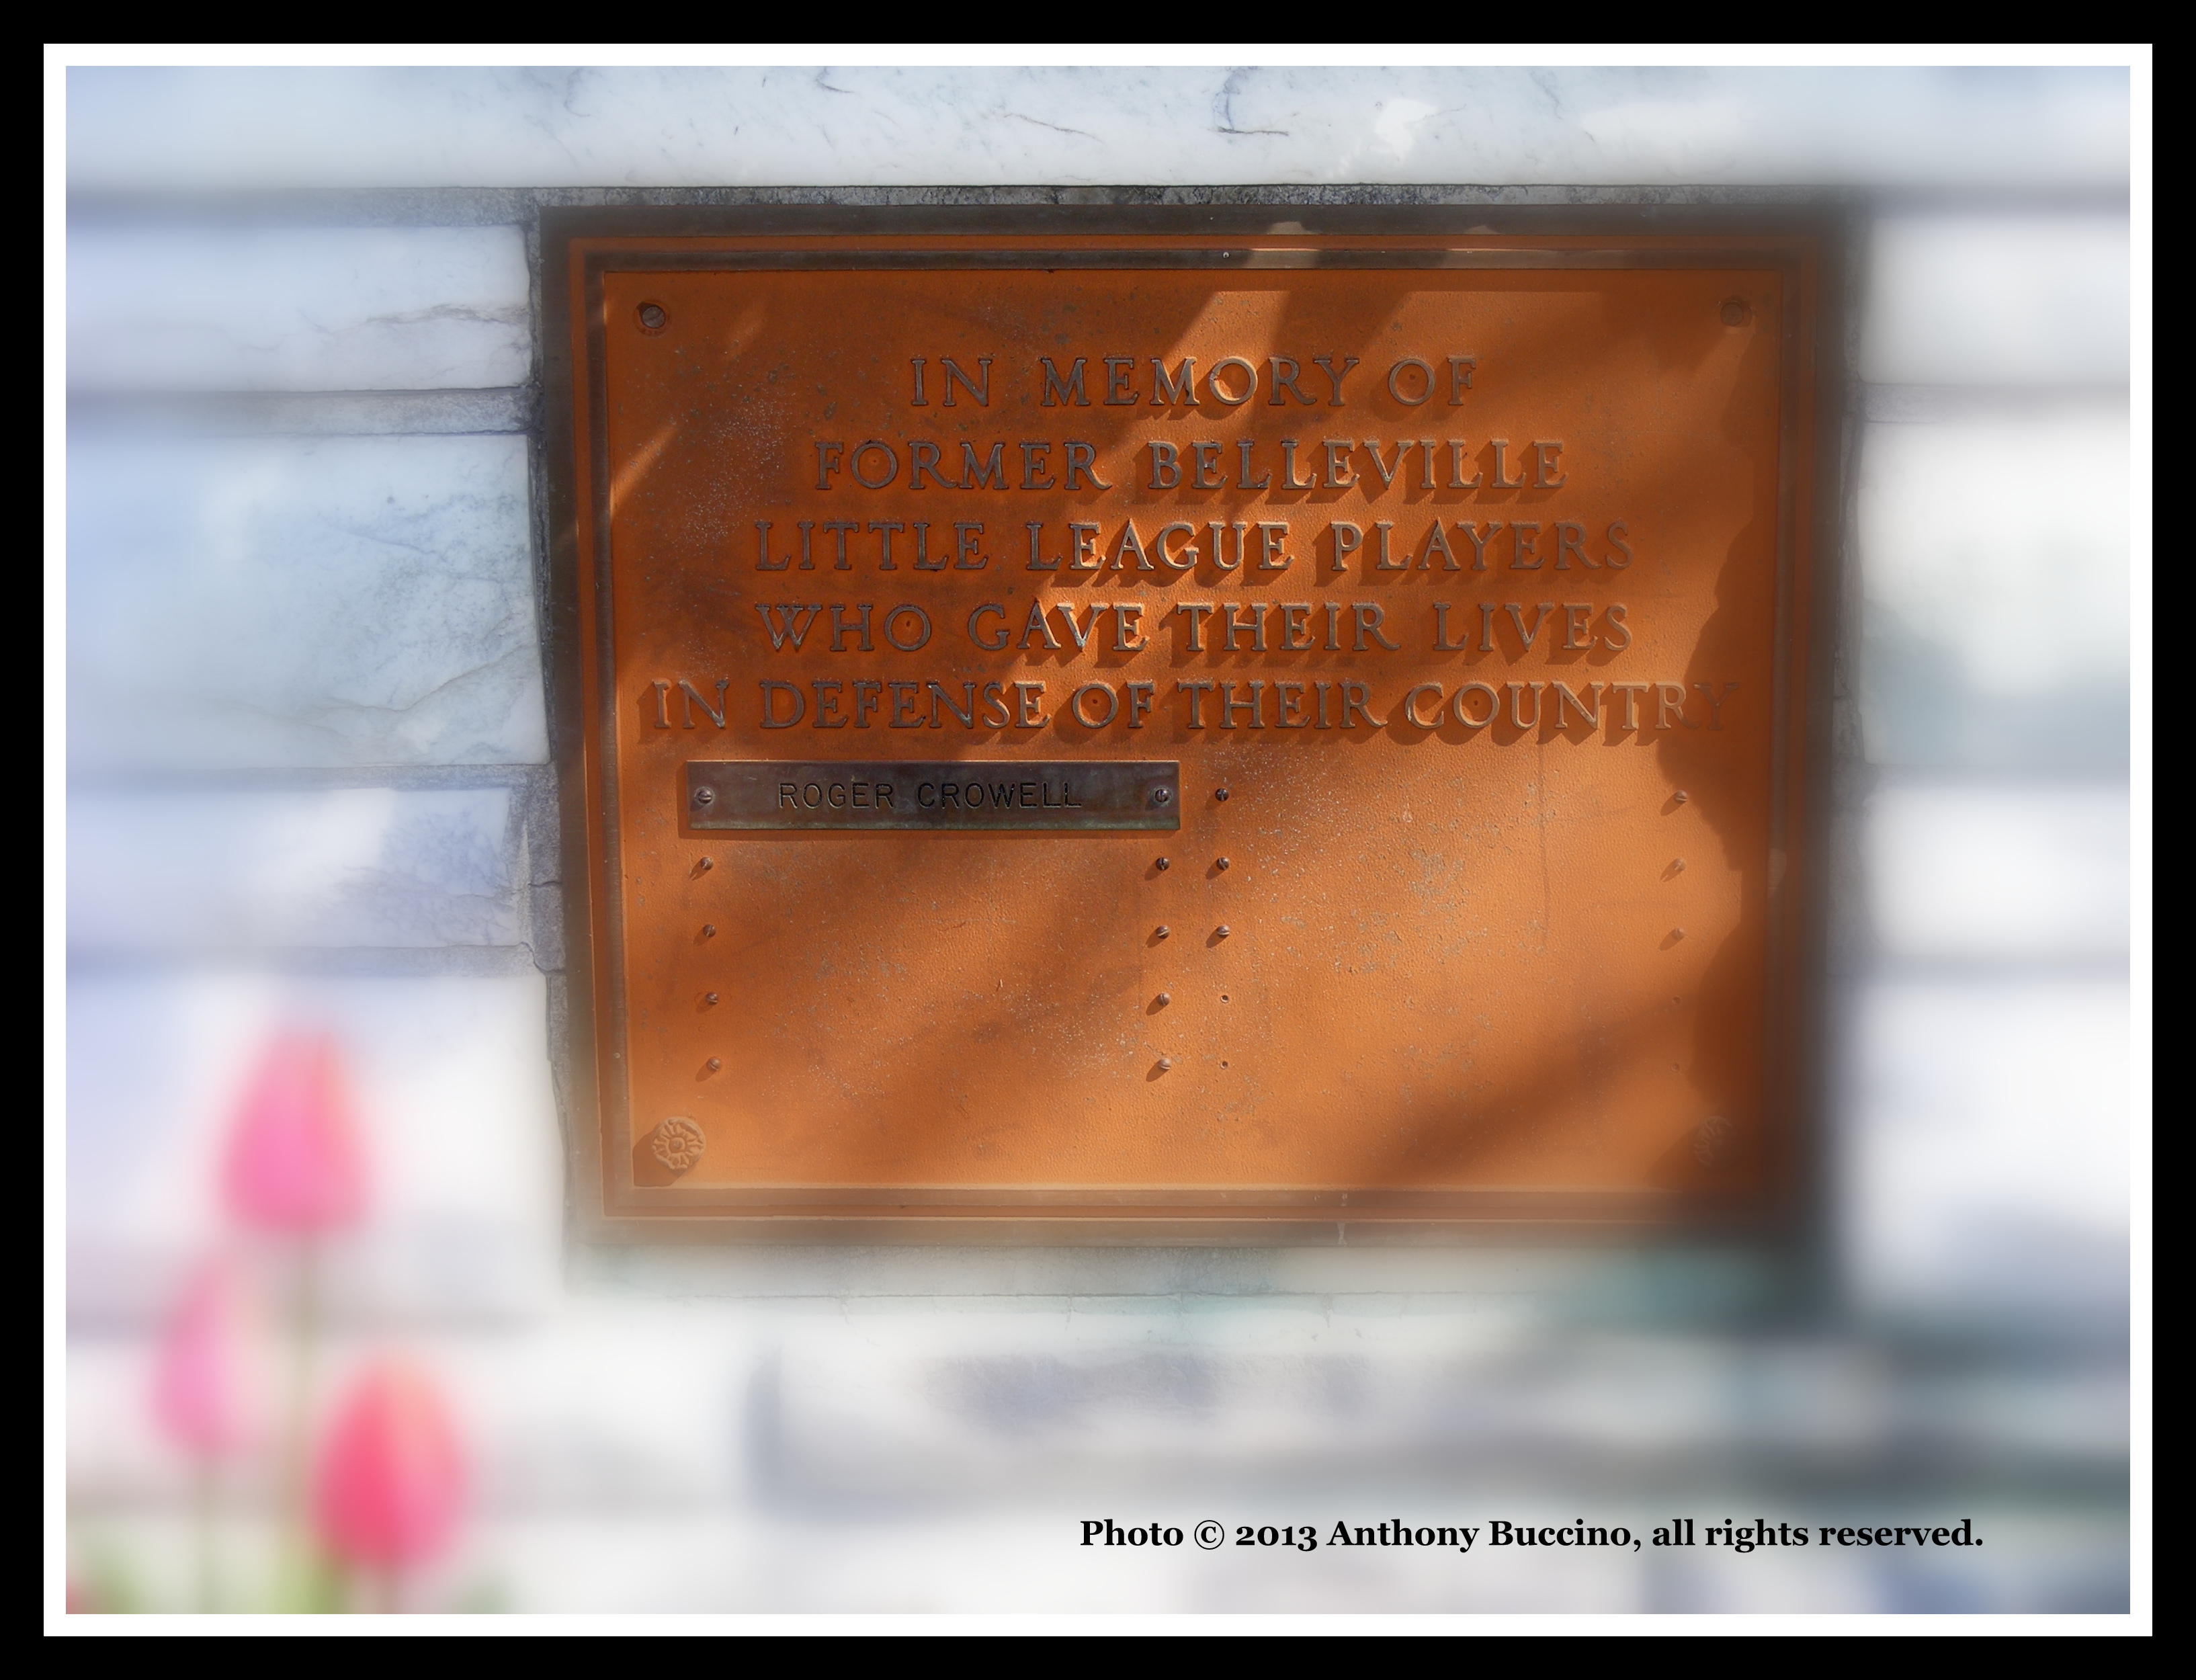 IN MEMORY OF
FORMER BELLEVILLE
LITTLE LEAGUE PLAYERS
WHO GAVE THEIR LIVES
IN DEFENSE OF THEIR COUNTRY
ROGER CROWELL
Photo © 2013 Anthony Buccino, all rights reserved.